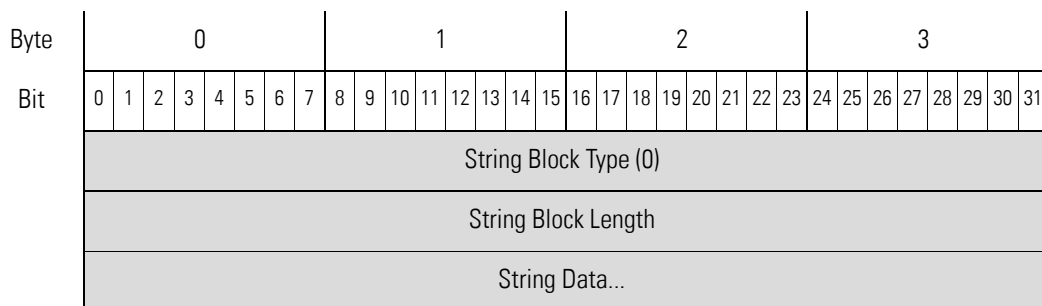 Byte 0 1 2 3
Bit 0 1 2 3 4 5 6 7 8 9 10 11 12 13 14 15 16 17 18 19 20 21 22 23 24 25 26 27 28 29 30 31
String Block Type (0)
String Block Length
String Data...